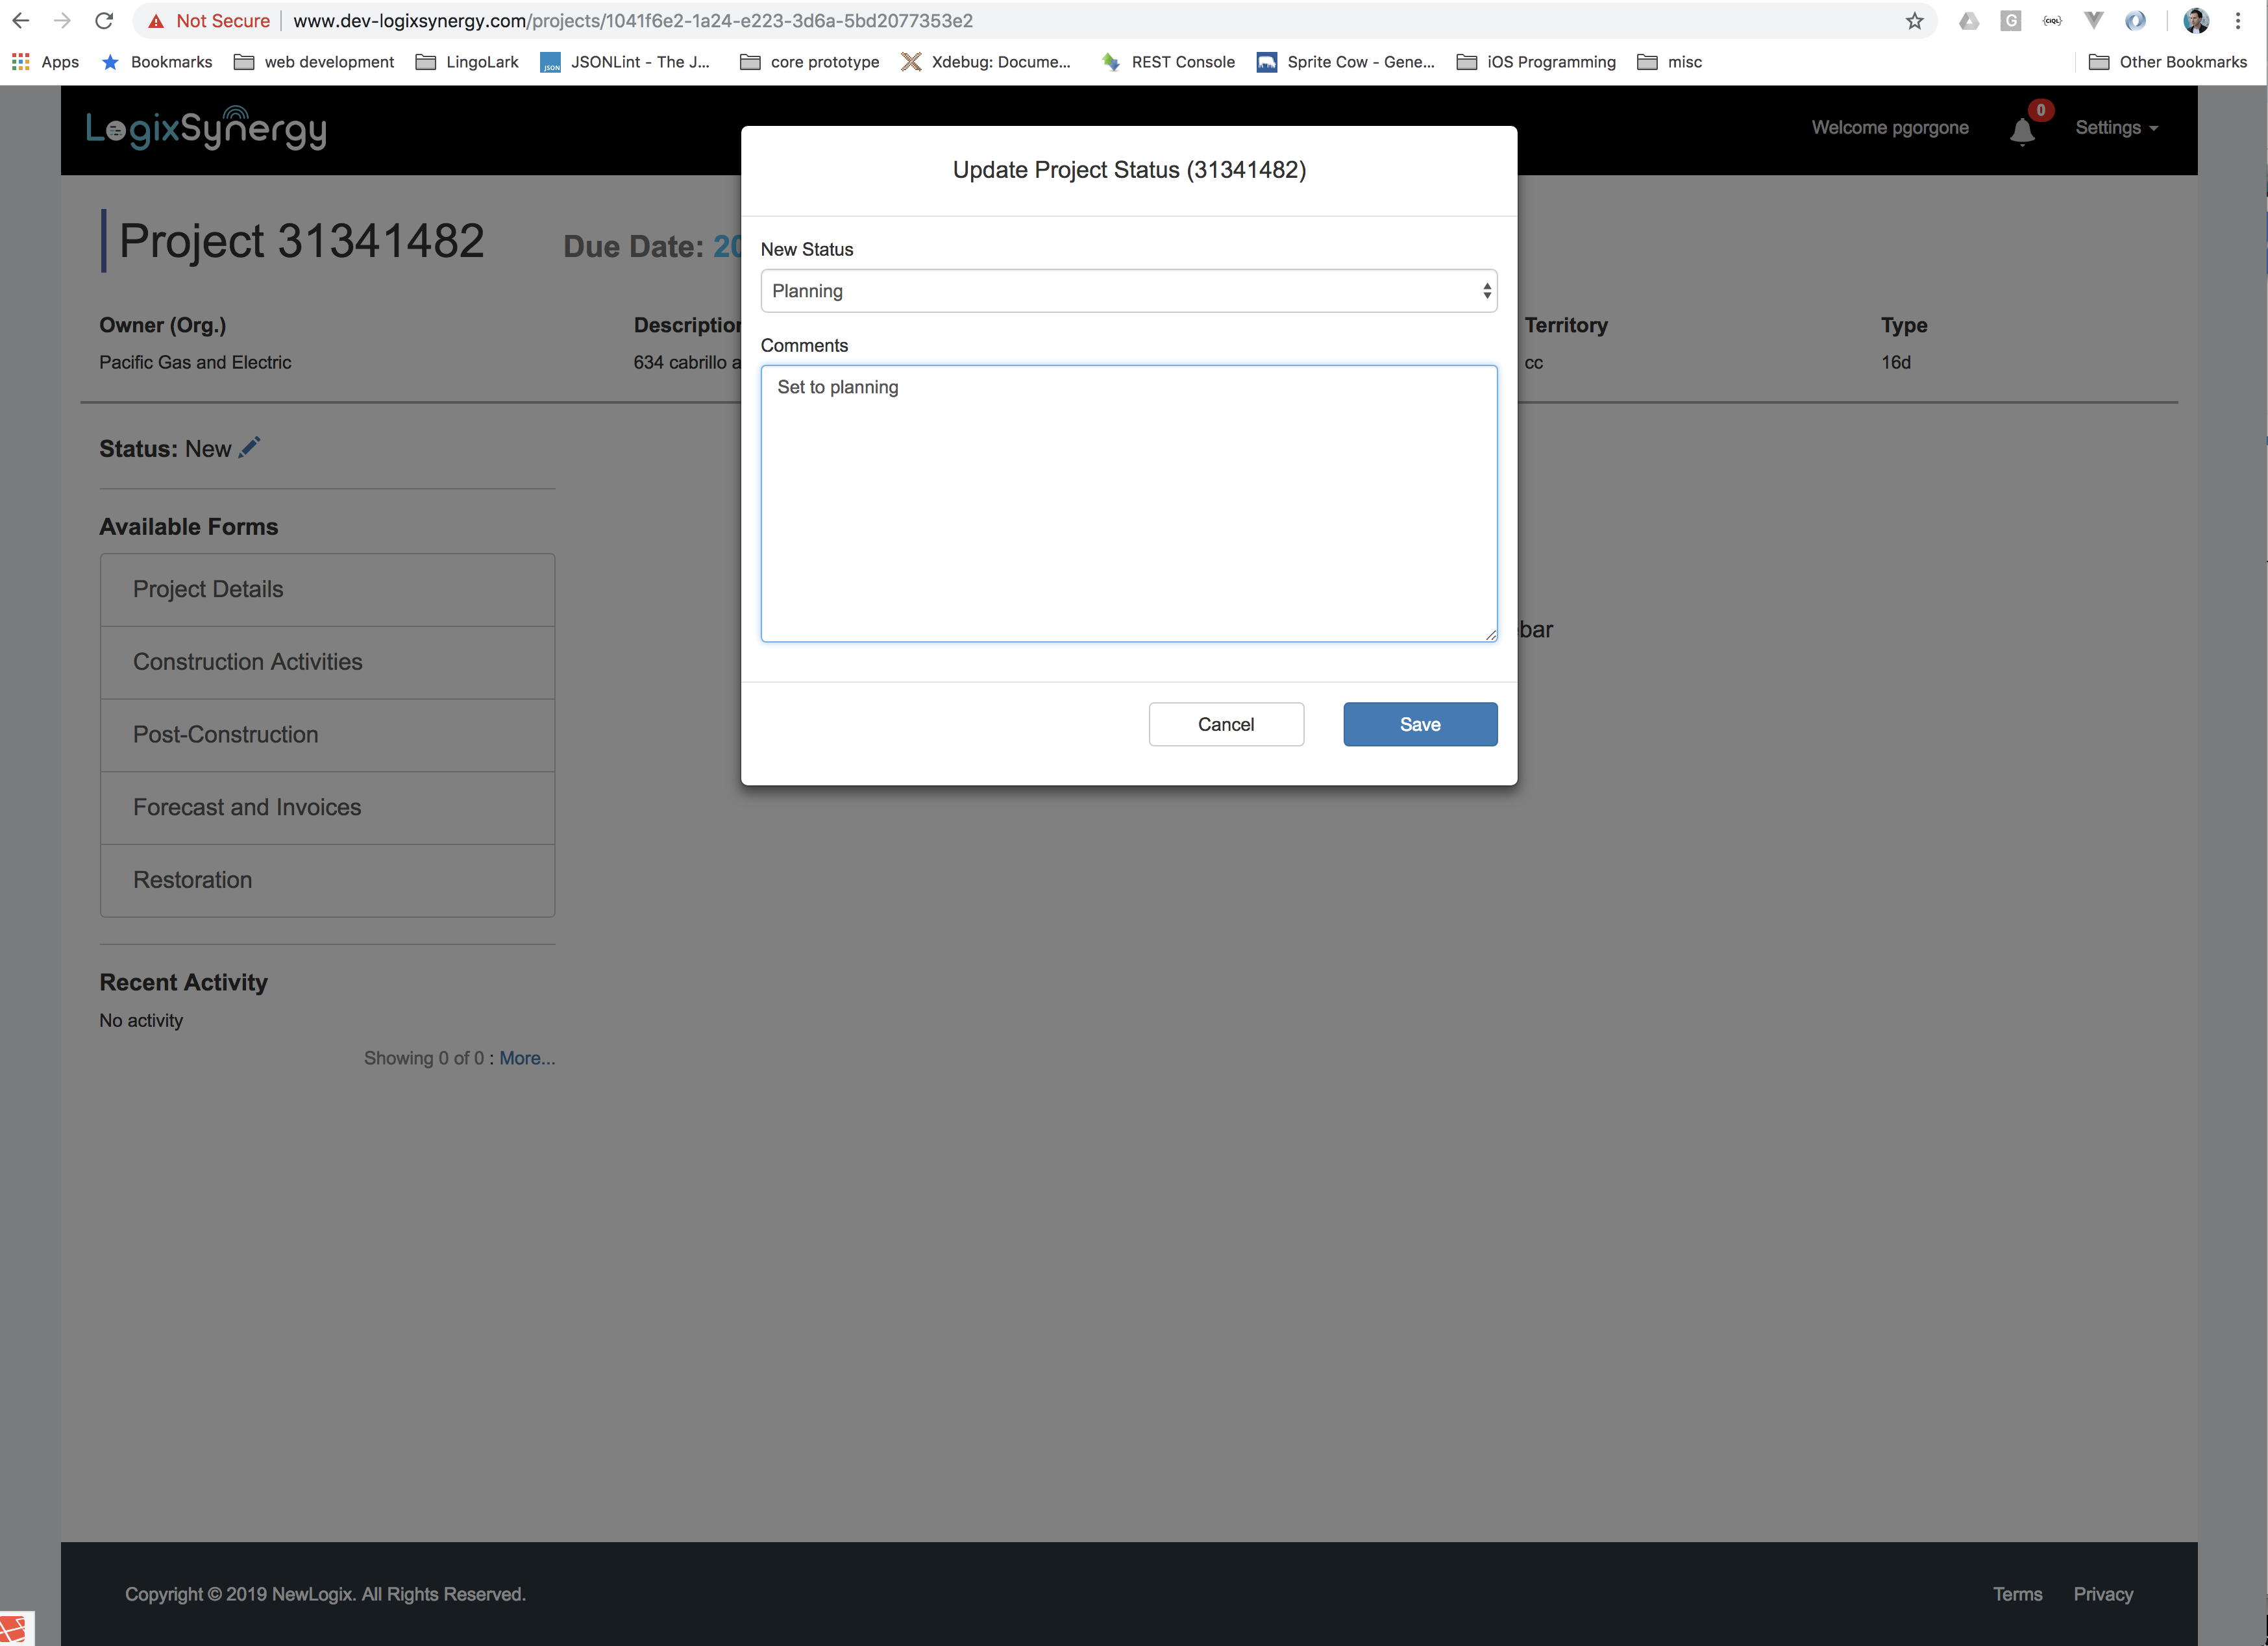 Not Secure www.dev-logixsynergy.com/projects/1041f6e2-1a24-e223-3d6a-5bd2077353e2
Apps Bookmarks web development LingoLark JSONLint - The J... core prototype Xdebug: Docume... REST Console Sprite Cow - Gene... iOS Programming misc Other Bookmarks
LogixSynergy
Welcome pgorgone
0
Settings
Update Project Status (31341482)
Project 31341482
Due Date: 20
New Status
Planning
Owner (Org.)
Pacific Gas and Electric
Description
634 cabrillo a
Territory
cc
Type
16d
Comments
Set to planning
Status: New
Available Forms
Project Details
Construction Activities
Post-Construction
Forecast and Invoices
Restoration
bar
Cancel Save
Recent Activity
No activity
Showing 0 of 0 : More...
Copyright © 2019 NewLogix. All Rights Reserved.
Terms Privacy